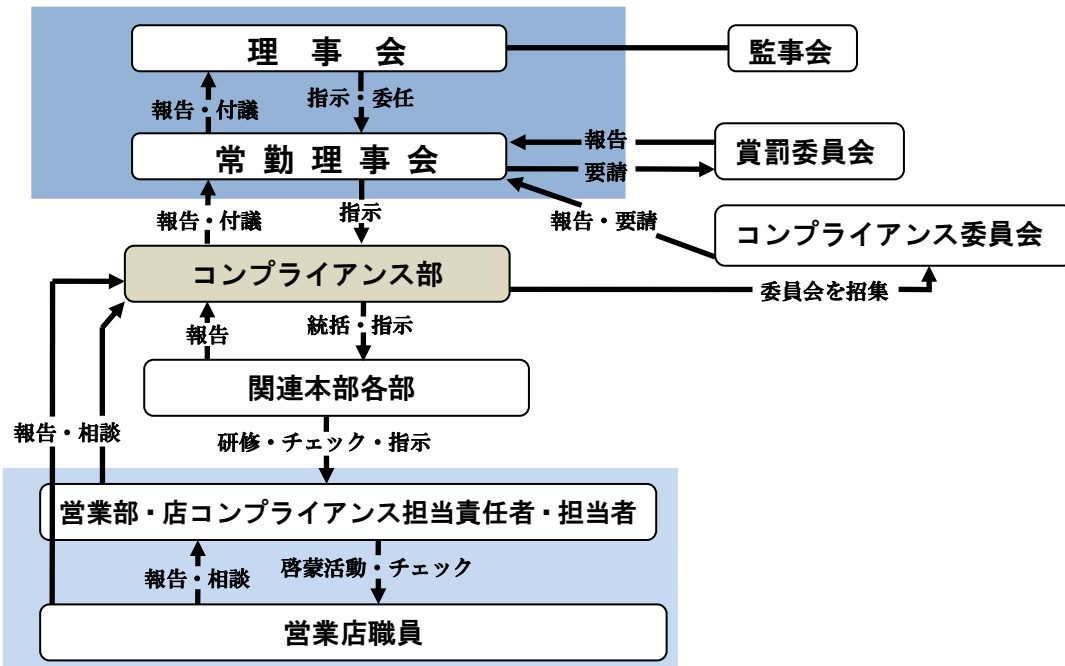 理事会
監事会
報告・付議
指示・委任
常勤理事会
報告
要請
賞罰委員会
報告・付議
指示
報告・要請
コンプライアンス委員会
コンプライアンス部
委員会を招集
報告
統括・指示
関連本部各部
報告・相談
研修・チェック・指示
営業部・店コンプライアンス担当責任者・担当者
報告・相談
啓蒙活動・チェック
営業店職員